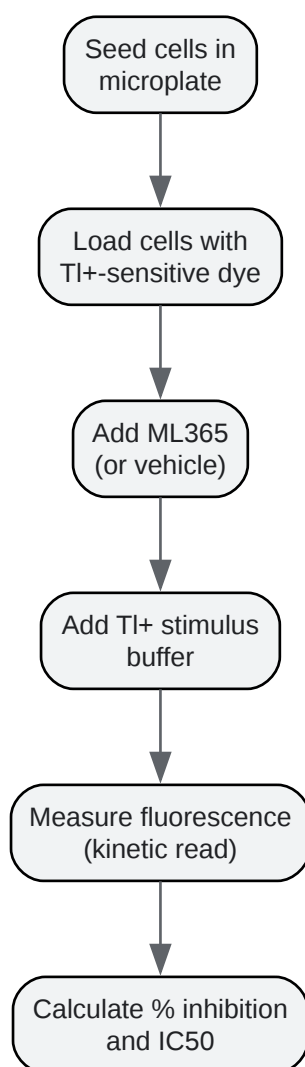 Seed cells in
microplate
Load cells with
Tl+-sensitive dye
Add ML365
(or vehicle)
Add Tl+ stimulus
buffer
Measure fluorescence
(kinetic read)
Calculate % inhibition
and IC50